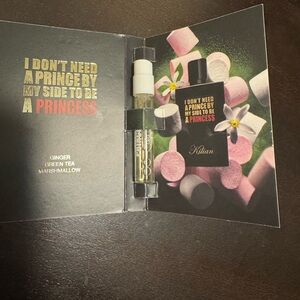 I DON'T NEED
A PRINCE BY
MY SIDE TO BE
A PRINCESS
GINGER
GREEN TEA
MARSHMALLOW
I DON'T NEED
A PRINCE BY
MY SIDE TO BE
A PRINCESS
Kilian